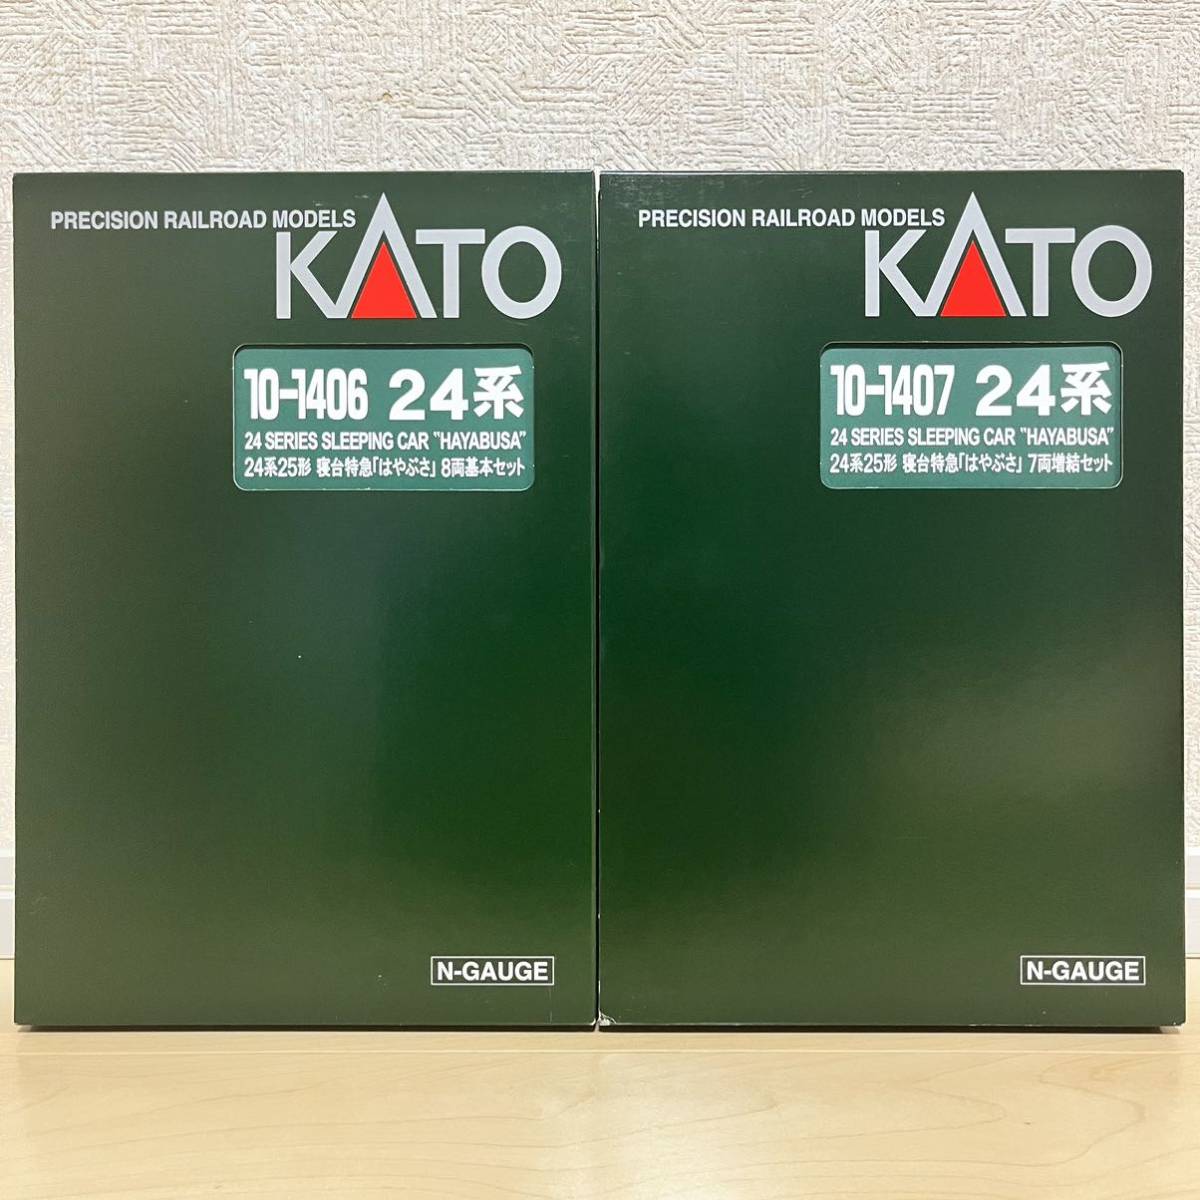 PRECISION RAILROAD MODELS
KATO
10-1406 24系
24 SERIES SLEEPING CAR "HAYABUSA"
24系25形 寝台特急「はやぶさ」 8両基本セット
N-GAUGE
PRECISION RAILROAD MODELS
KATO
10-1407 24系
24 SERIES SLEEPING CAR "HAYABUSA"
24系25形 寝台特急「はやぶさ」 7両増結セット
N-GAUGE